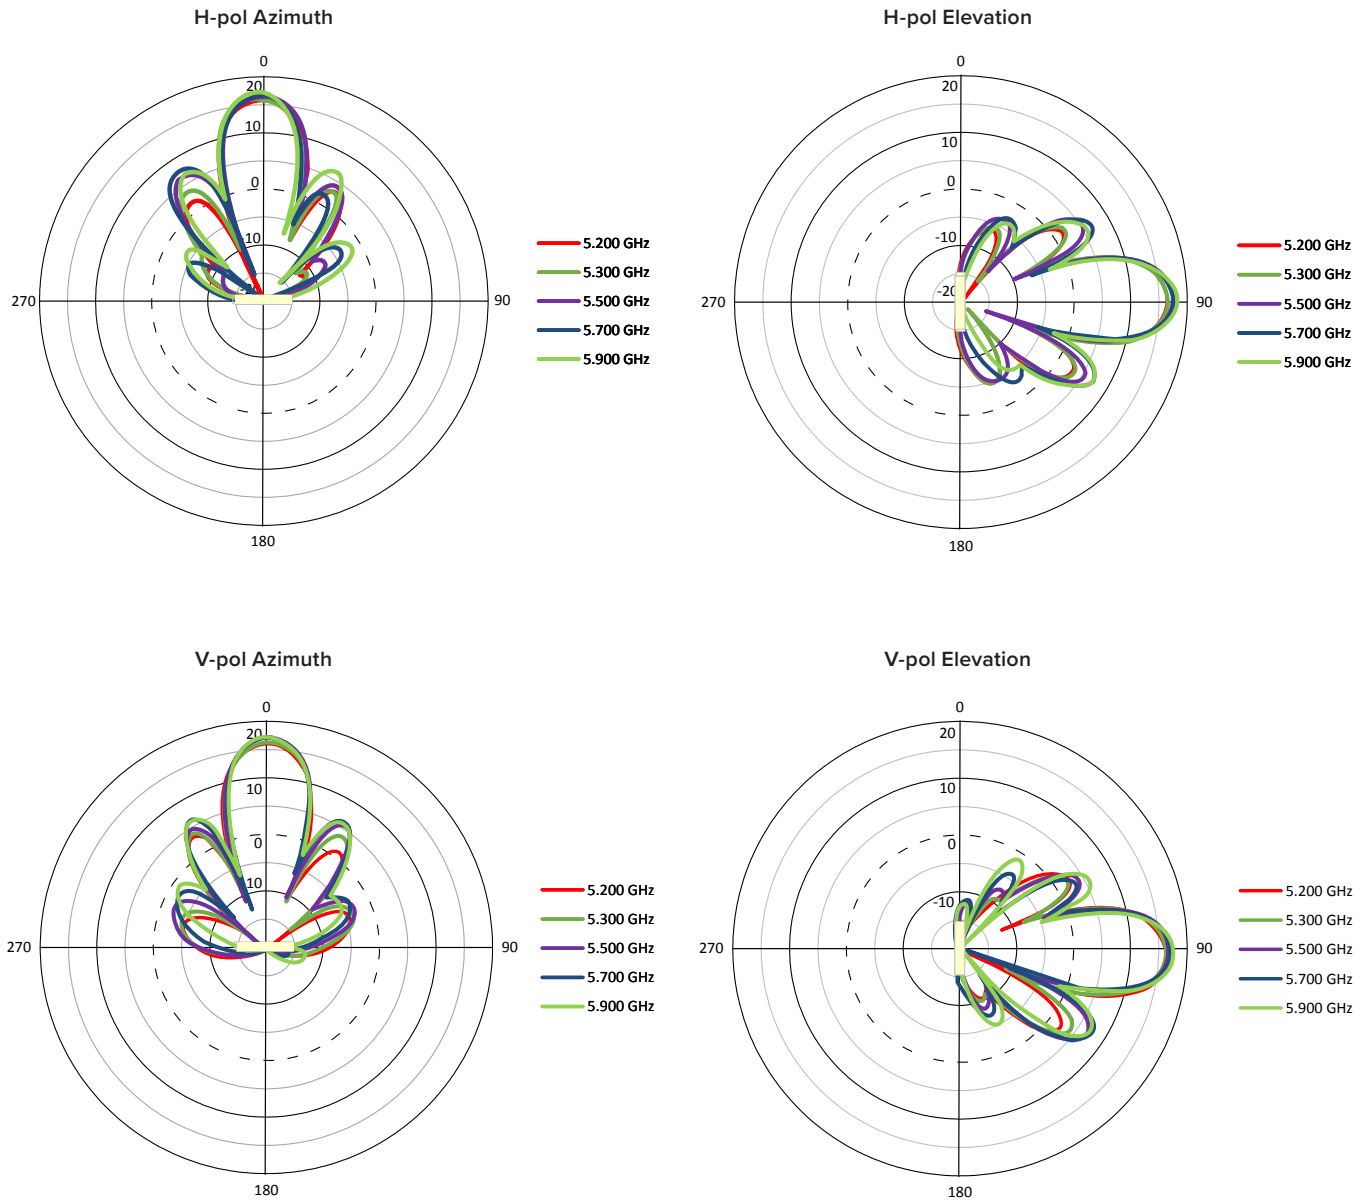 H-pol Azimuth
0
20
10
0
-10
270
90
180
5.200 GHz
5.300 GHz
5.500 GHz
5.700 GHz
5.900 GHz
H-pol Elevation
0
20
10
0
-10
-20
270
90
180
5.200 GHz
5.300 GHz
5.500 GHz
5.700 GHz
5.900 GHz
V-pol Azimuth
0
20
10
0
10
270
90
180
5.200 GHz
5.300 GHz
5.500 GHz
5.700 GHz
5.900 GHz
V-pol Elevation
0
20
10
0
-10
270
90
180
5.200 GHz
5.300 GHz
5.500 GHz
5.700 GHz
5.900 GHz